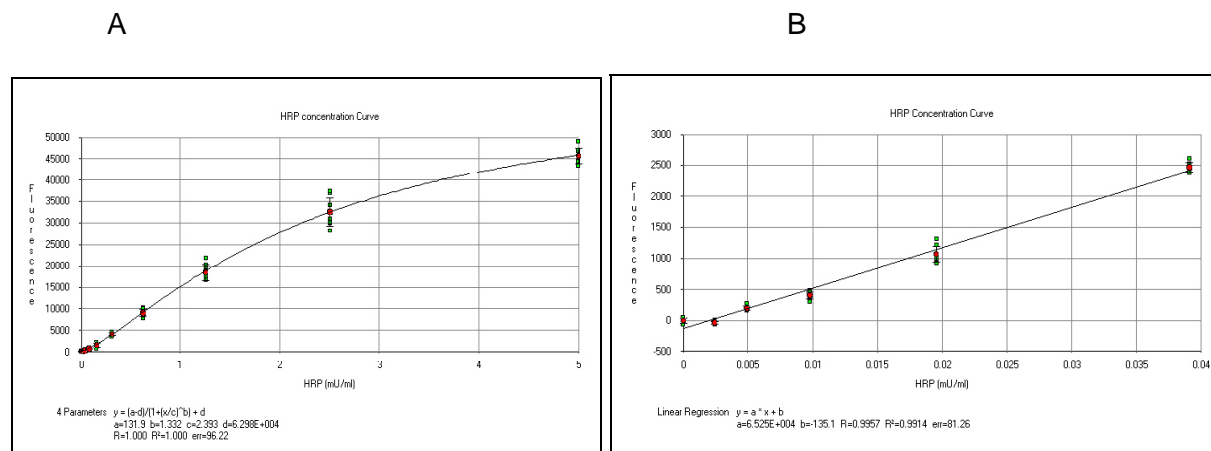 A
B
HRP concentration Curve
50000
45000
40000
35000
30000
25000
20000
15000
10000
5000
0
Fluorescence
0
1
2
3
4
5
HRP (mU/ml)
4 Parameters y = (a-d)/(1+(x/c)^b) + d
a=131.9 b=1.332 c=2.393 d=6.298E+004
R=1.000 R²=1.000 err=96.22
HRP Concentration Curve
3000
2500
2000
1500
1000
500
0
-500
Fluorescence
0
0.005
0.01
0.015
0.02
0.025
0.03
0.035
0.04
HRP (mU/ml)
Linear Regression y = a * x + b
a=6.525E+004 b=-135.1 R=0.9957 R²=0.9914 err=81.26